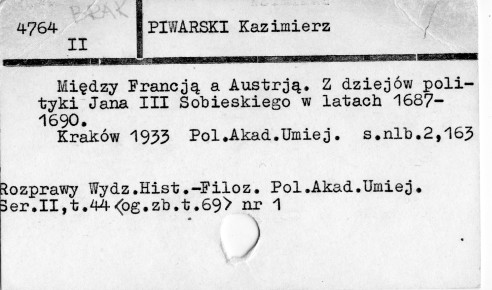 BRAK
4764 PIWARSKI Kazimierz
II
Między Francją a Austrją. Z dziejów poli-
tyki Jana III Sobieskiego w latach 1687-
1690.
Kraków 1933 Pol.Akad.Umiej. s.nlb.2,163
Rozprawy Wydz.Hist.-Filoz. Pol.Akad.Umiej.
Ser.II,t.44 <og.zb.t.69> nr 1